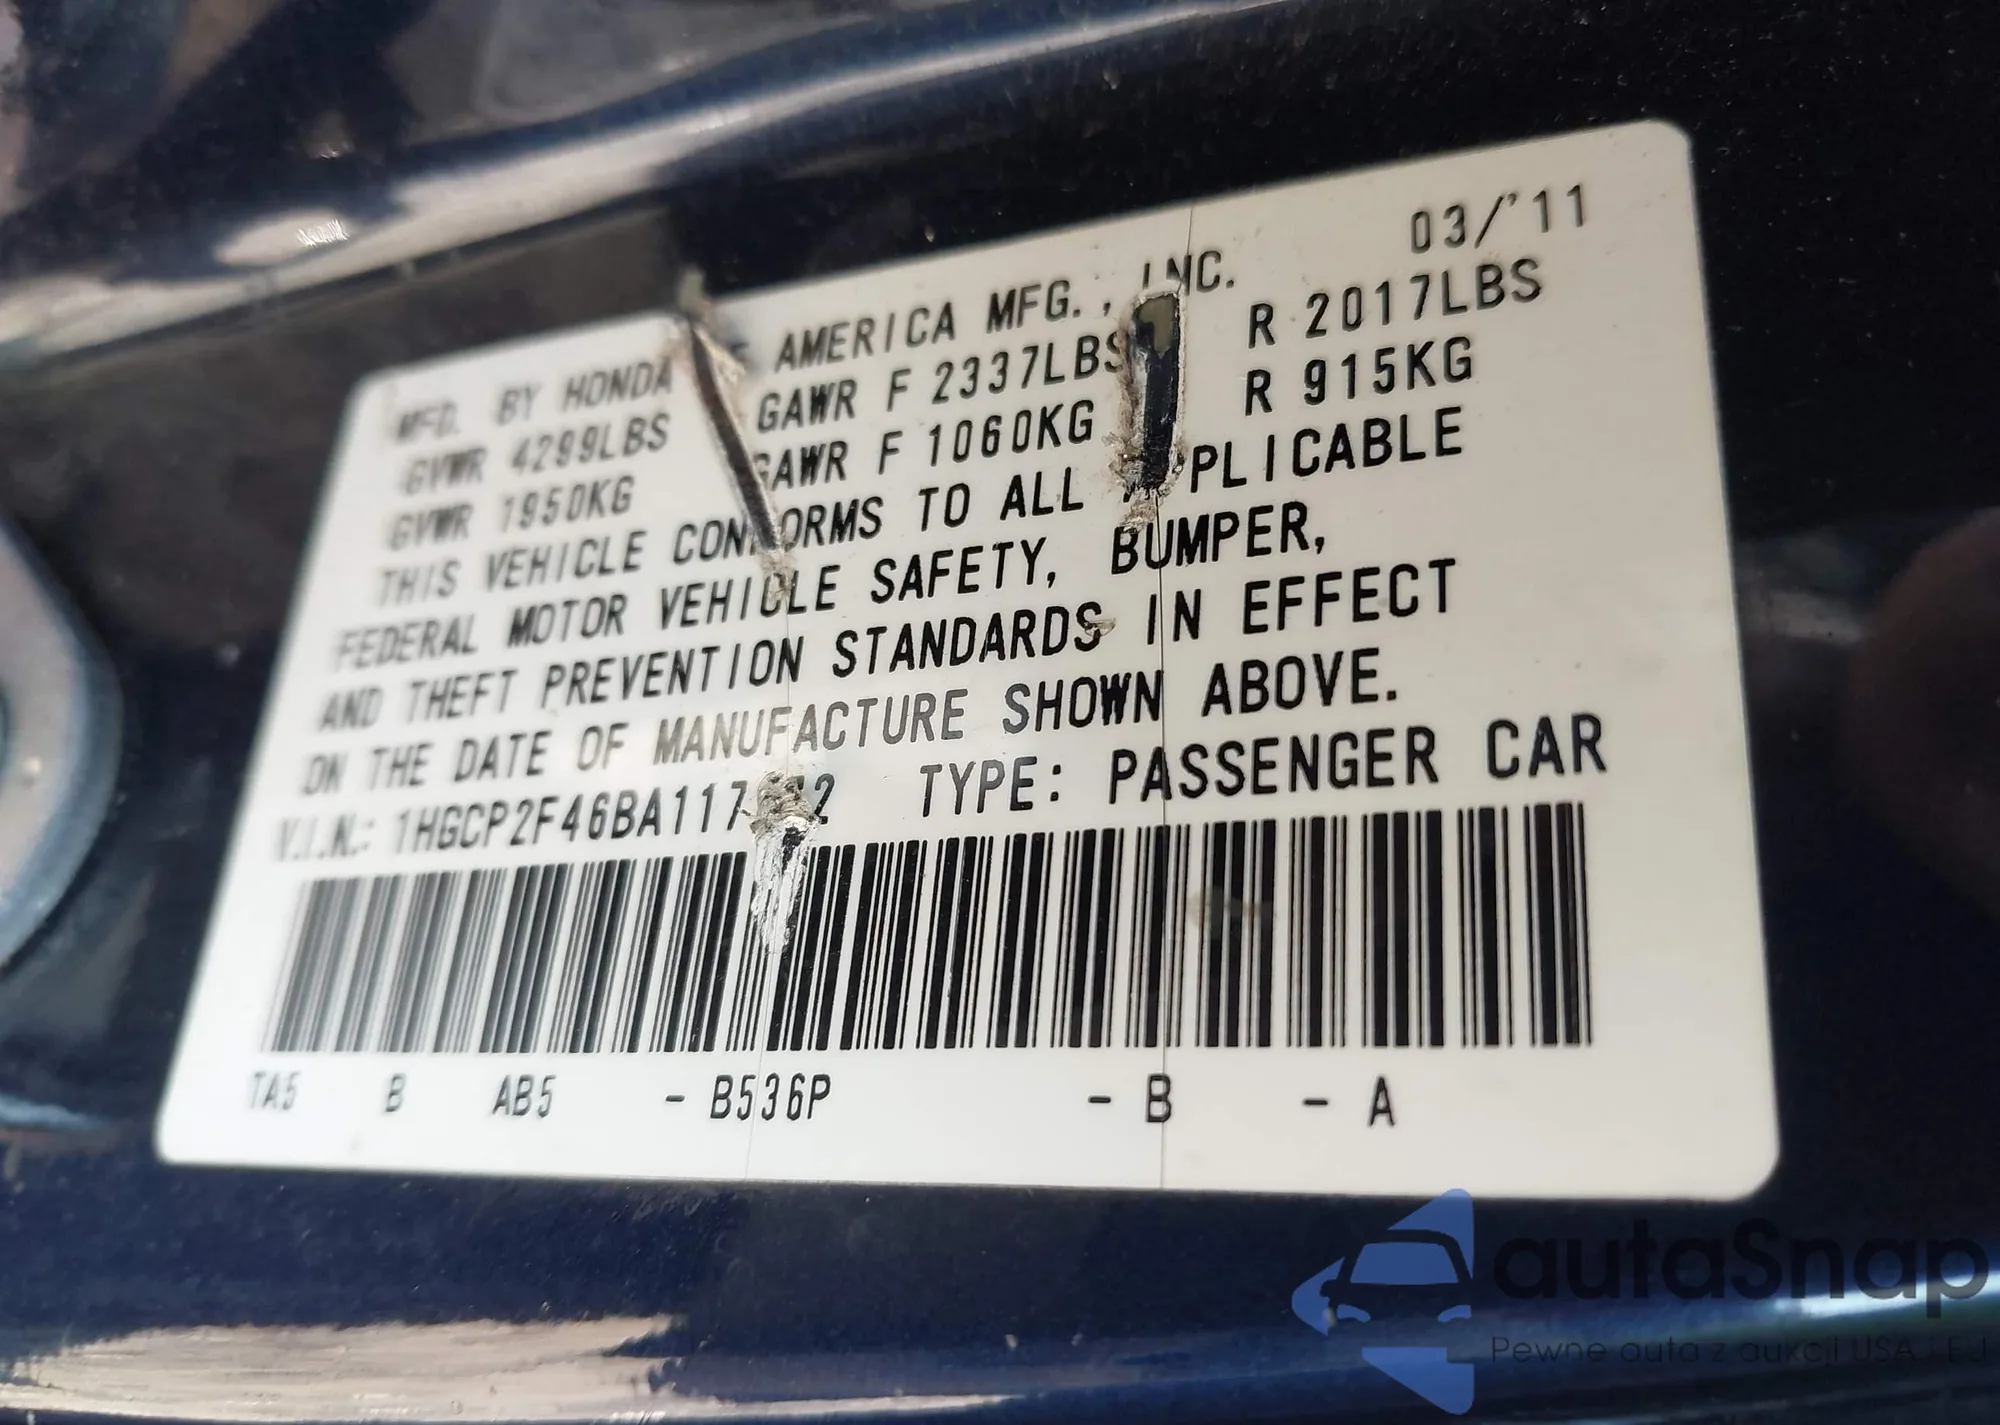 03/'11
MFD. BY HONDA AMERICA MFG., INC.
GVWR 4299LBS GAWR F 2337LBS R 2017LBS
GVWR 1950KG GAWR F 1060KG R 915KG
THIS VEHICLE CONFORMS TO ALL APPLICABLE
FEDERAL MOTOR VEHICLE SAFETY, BUMPER,
AND THEFT PREVENTION STANDARDS IN EFFECT
ON THE DATE OF MANUFACTURE SHOWN ABOVE.
V.I.N.: TYPE: PASSENGER CAR
TA5 B AB5 - B536P - B - A
autaSnap
Pewne auta z aukcji USA i EU